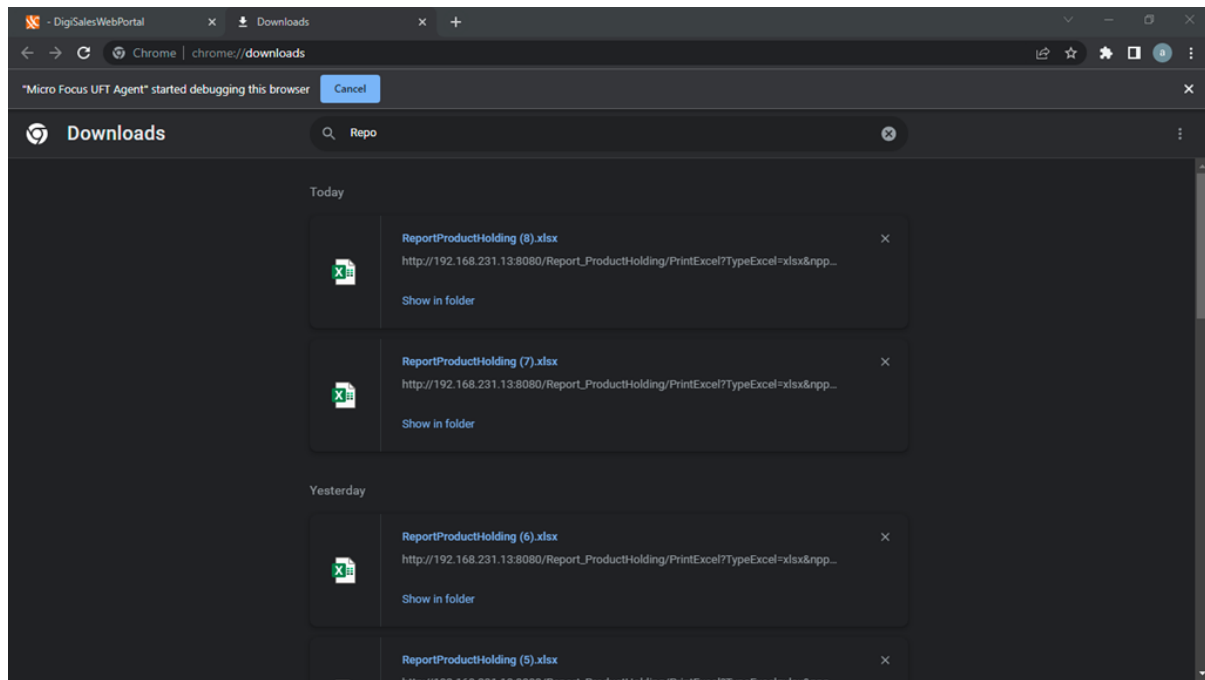 - DigiSalesWebPortal
Downloads
Chrome | chrome://downloads
a
"Micro Focus UFT Agent" started debugging this browser
Cancel
Downloads
Repo
Today
ReportProductHolding (8).xlsx
http://192.168.231.13:8080/Report_ProductHolding/PrintExcel?TypeExcel=xlsx&npp...
Show in folder
ReportProductHolding (7).xlsx
http://192.168.231.13:8080/Report_ProductHolding/PrintExcel?TypeExcel=xlsx&npp...
Show in folder
Yesterday
ReportProductHolding (6).xlsx
http://192.168.231.13:8080/Report_ProductHolding/PrintExcel?TypeExcel=xlsx&npp...
Show in folder
ReportProductHolding (5).xlsx